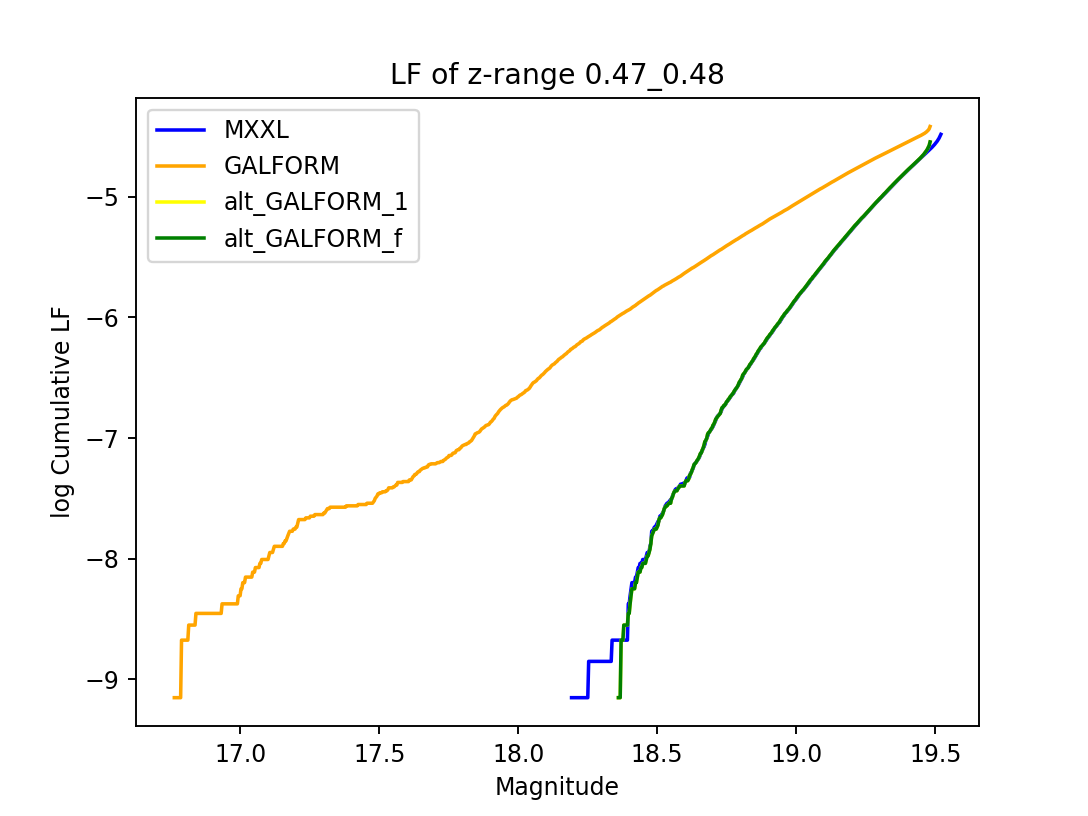 LF of z-range 0.47_0.48
MXXL
GALFORM
alt_GALFORM_1
alt_GALFORM_f
log Cumulative LF
−5
−6
−7
−8
−9
17.0 17.5 18.0 18.5 19.0 19.5
Magnitude